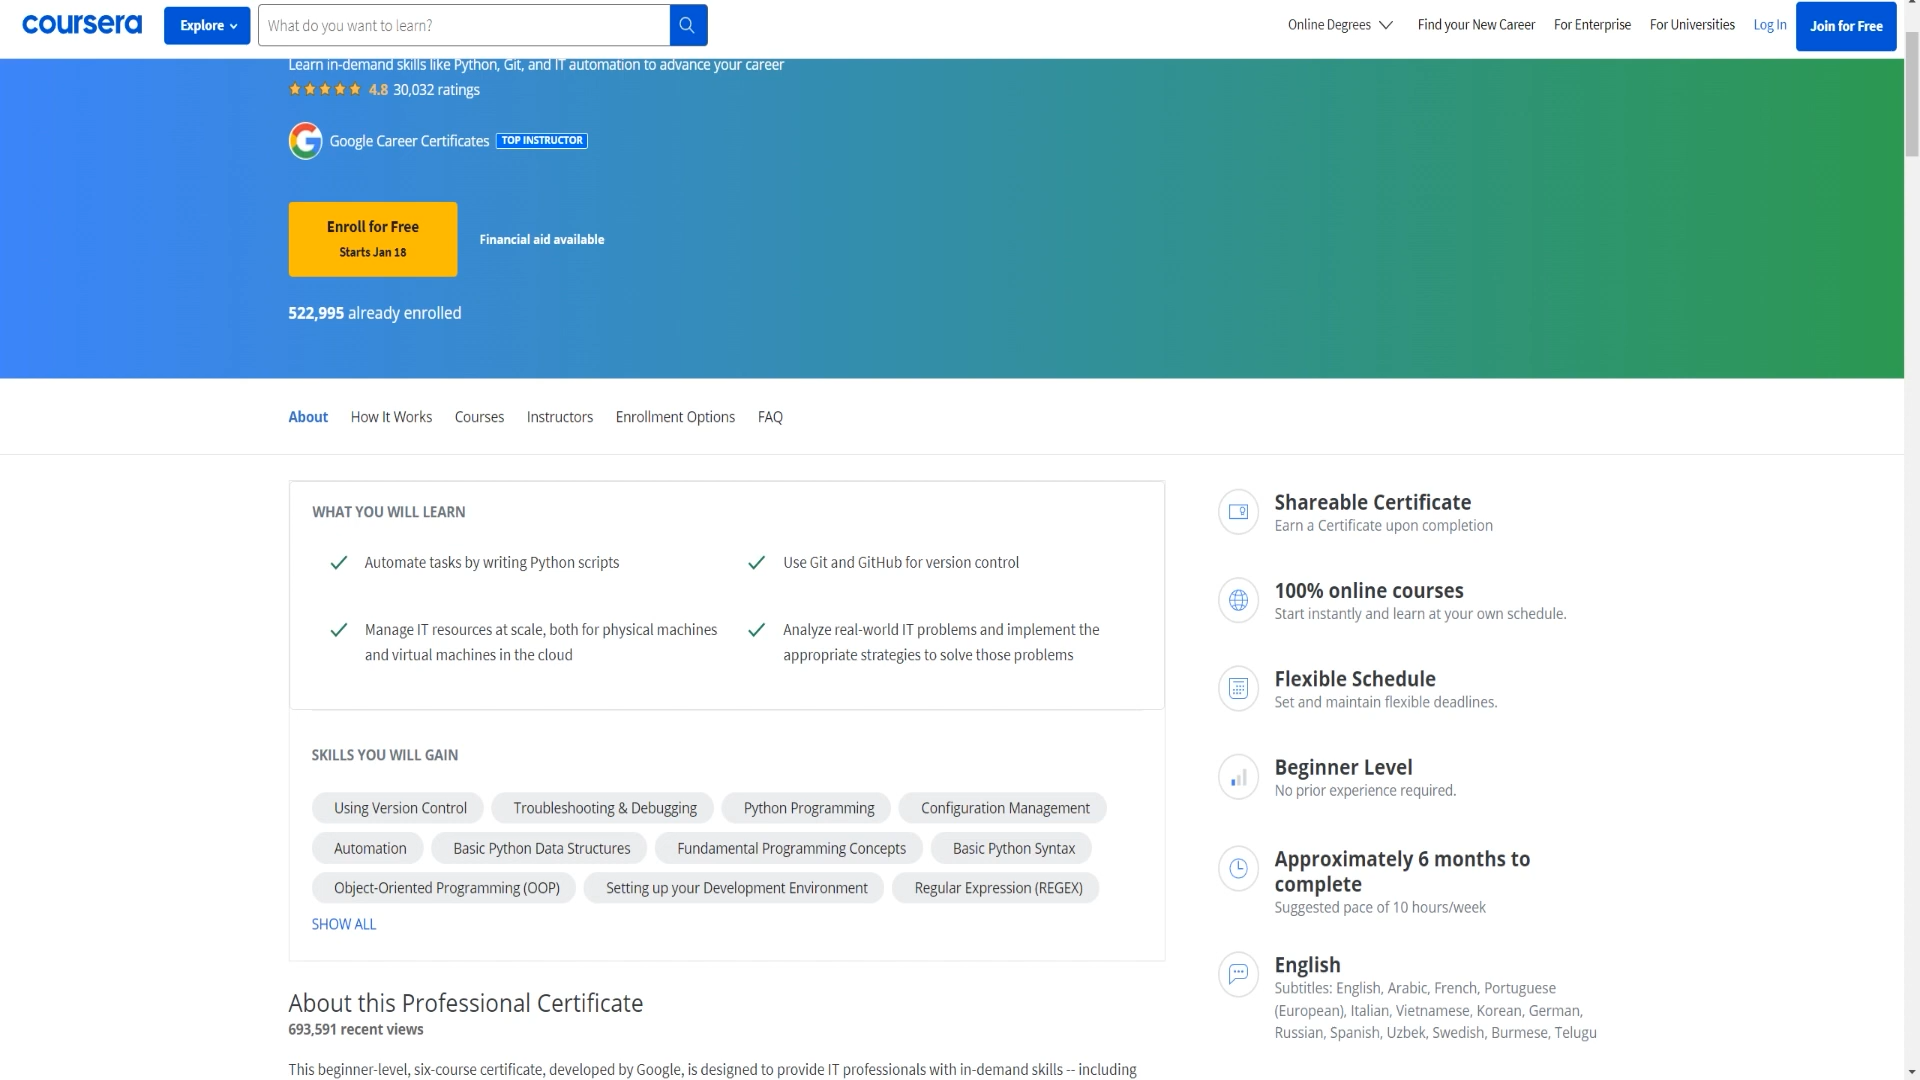 coursera
Explore
What do you want to learn?
Online Degrees
Find your New Career
For Enterprise
For Universities
Log In
Join for Free
Learn in-demand skills like Python, Git, and IT automation to advance your career
4.8 30,032 ratings
Google Career Certificates TOP INSTRUCTOR
Enroll for Free
Starts Jan 18
Financial aid available
522,995 already enrolled
About
How It Works
Courses
Instructors
Enrollment Options
FAQ
WHAT YOU WILL LEARN
Automate tasks by writing Python scripts
Use Git and GitHub for version control
Manage IT resources at scale, both for physical machines
and virtual machines in the cloud
Analyze real-world IT problems and implement the
appropriate strategies to solve those problems
SKILLS YOU WILL GAIN
Using Version Control
Troubleshooting & Debugging
Python Programming
Configuration Management
Automation
Basic Python Data Structures
Fundamental Programming Concepts
Basic Python Syntax
Object-Oriented Programming (OOP)
Setting up your Development Environment
Regular Expression (REGEX)
SHOW ALL
About this Professional Certificate
693,591 recent views
This beginner-level, six-course certificate, developed by Google, is designed to provide IT professionals with in-demand skills -- including
Shareable Certificate
Earn a Certificate upon completion
100% online courses
Start instantly and learn at your own schedule.
Flexible Schedule
Set and maintain flexible deadlines.
Beginner Level
No prior experience required.
Approximately 6 months to
complete
Suggested pace of 10 hours/week
English
Subtitles: English, Arabic, French, Portuguese
(European), Italian, Vietnamese, Korean, German,
Russian, Spanish, Uzbek, Swedish, Burmese, Telugu